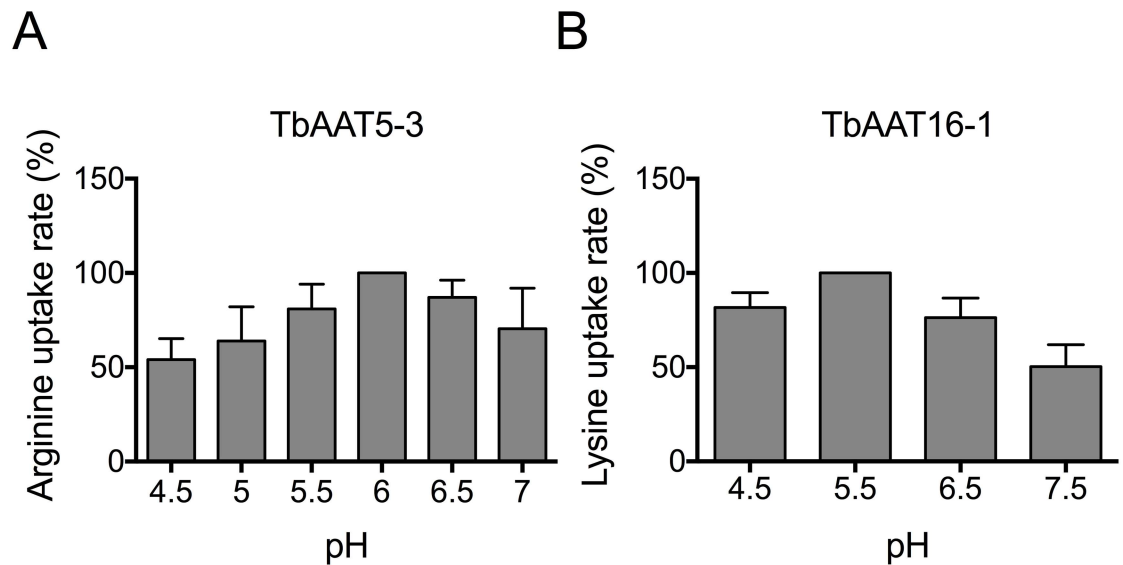 A
TbAAT5-3
Arginine uptake rate (%)
150
100
50
0
4.5 5 5.5 6 6.5 7
pH
B
TbAAT16-1
Lysine uptake rate (%)
150
100
50
0
4.5 5.5 6.5 7.5
pH